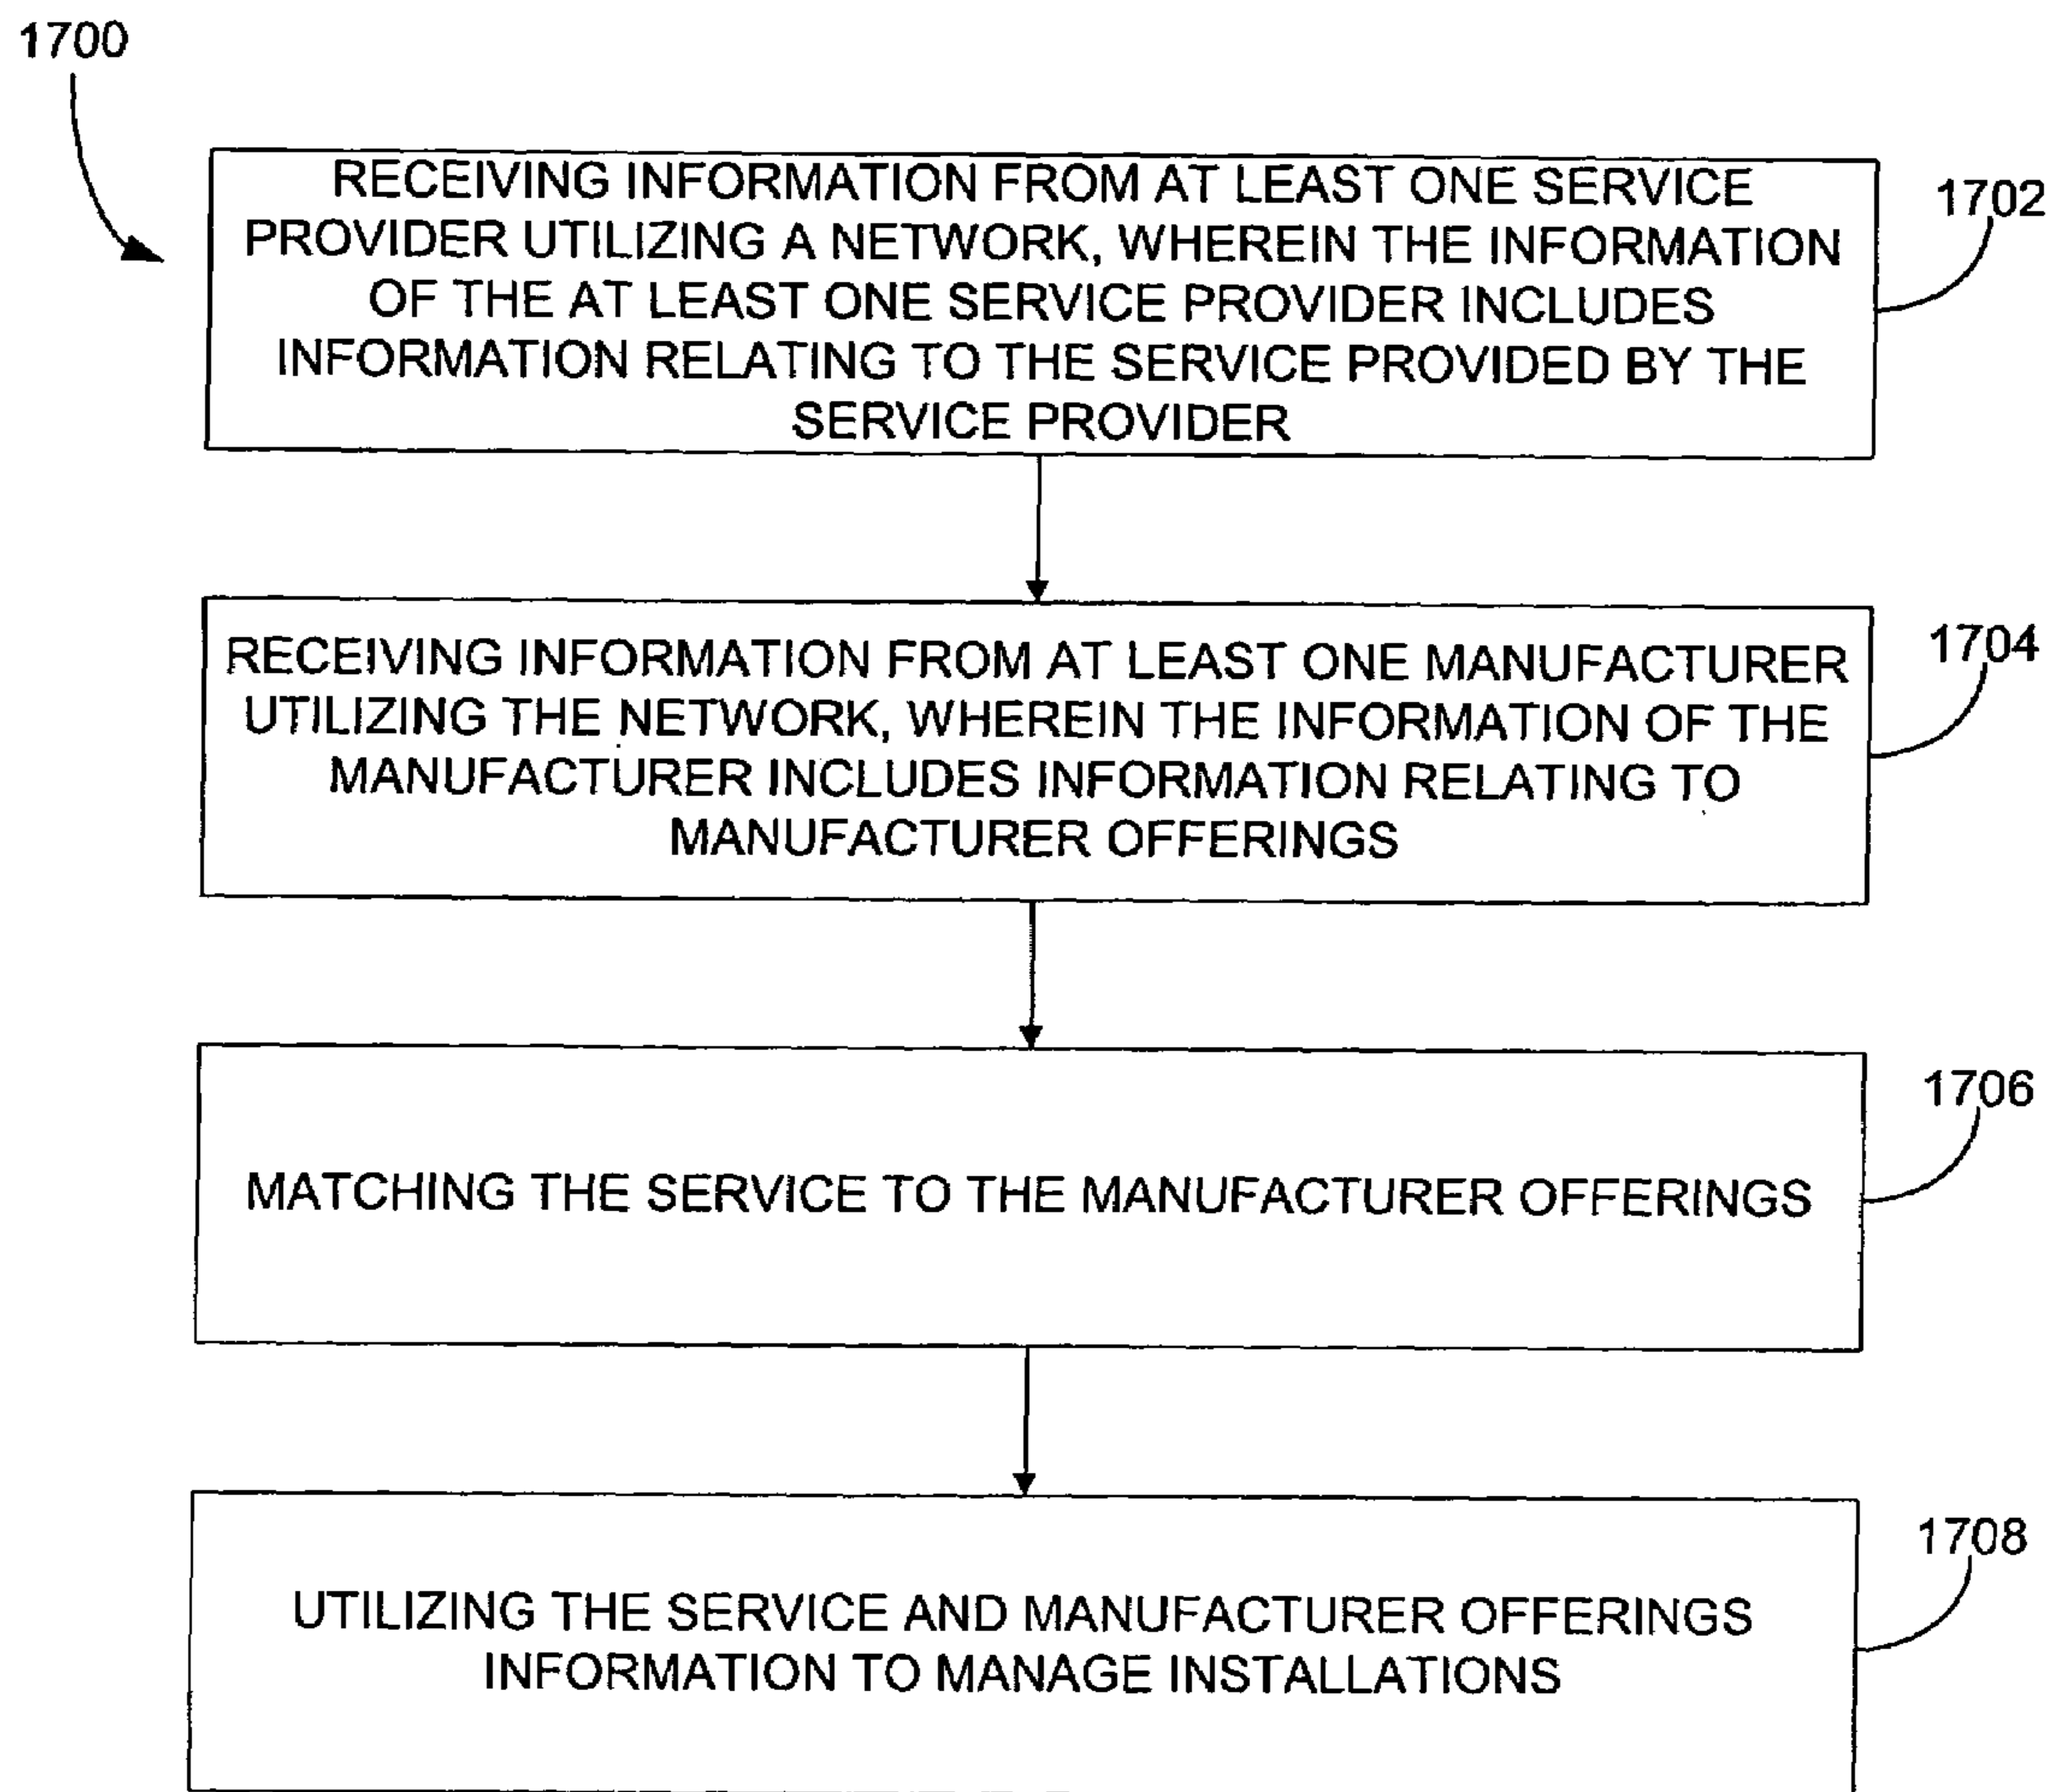 1700
RECEIVING INFORMATION FROM AT LEAST ONE SERVICE
PROVIDER UTILIZING A NETWORK, WHEREIN THE INFORMATION
OF THE AT LEAST ONE SERVICE PROVIDER INCLUDES
INFORMATION RELATING TO THE SERVICE PROVIDED BY THE
SERVICE PROVIDER
1702
RECEIVING INFORMATION FROM AT LEAST ONE MANUFACTURER
UTILIZING THE NETWORK, WHEREIN THE INFORMATION OF THE
MANUFACTURER INCLUDES INFORMATION RELATING TO
MANUFACTURER OFFERINGS
1704
MATCHING THE SERVICE TO THE MANUFACTURER OFFERINGS
1706
UTILIZING THE SERVICE AND MANUFACTURER OFFERINGS
INFORMATION TO MANAGE INSTALLATIONS
1708